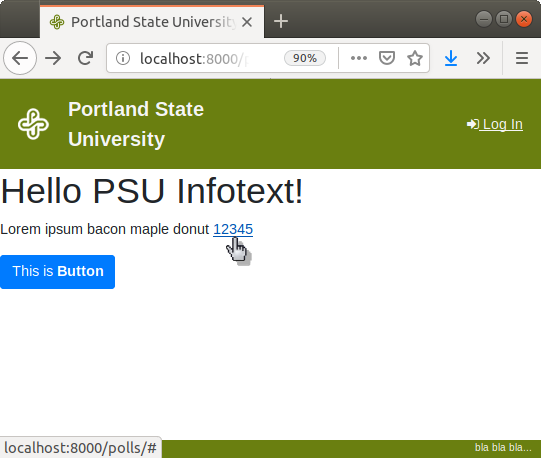 Portland State University
localhost:8000/p
90%
Portland State
University
Log In
Hello PSU Infotext!
Lorem ipsum bacon maple donut 12345
This is Button
localhost:8000/polls/#
bla bla bla...